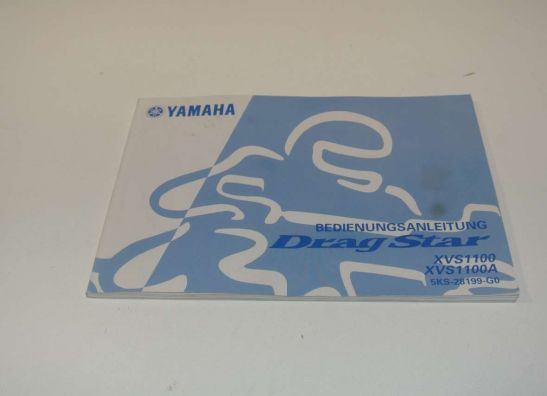 YAMAHA
BEDIENUNGSANLEITUNG
Drag Star
XVS1100
XVS1100A
5KS-28199-G0